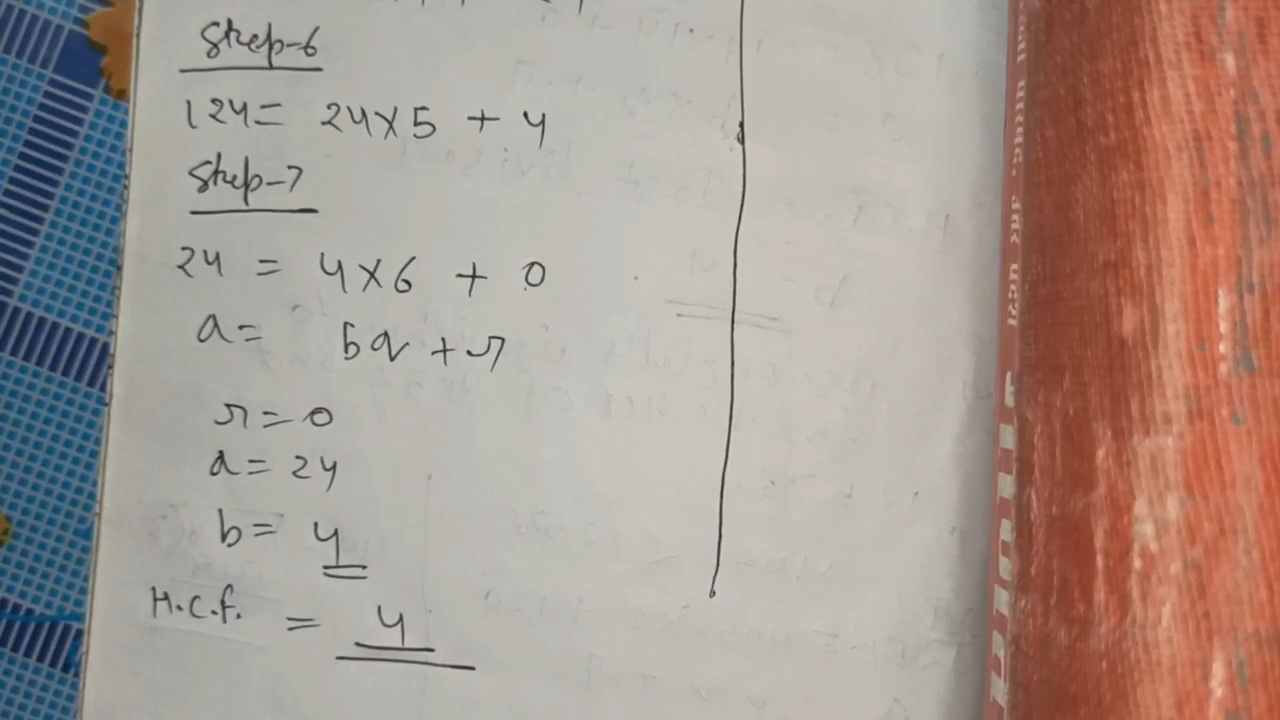 Step-6
124= 24×5 + 4
Step-7
24 = 4×6 + 0
a= bq + r
r=0
a=24
b= 4
H.C.f. = 4